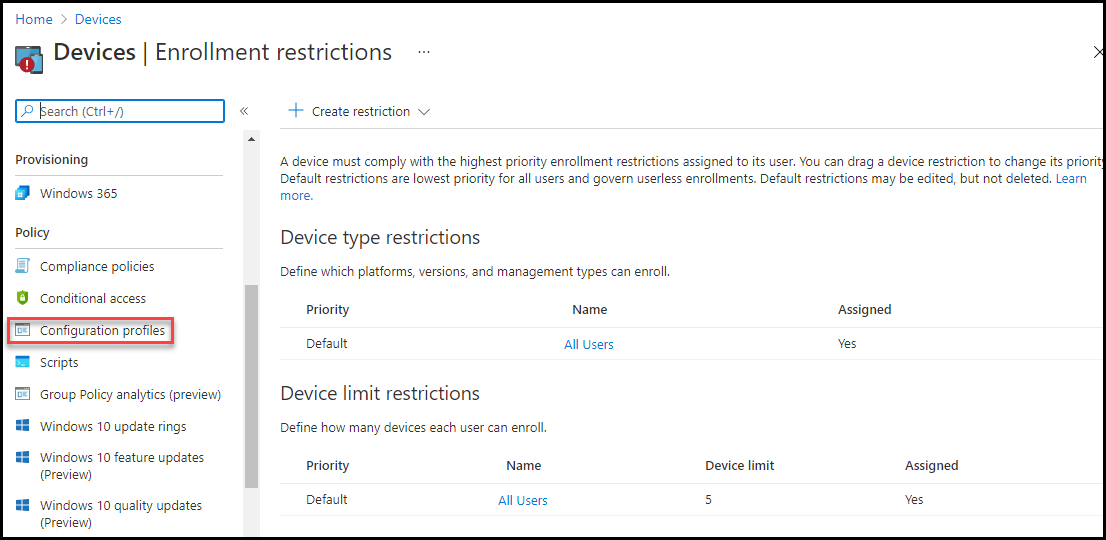 Home > Devices
Devices | Enrollment restrictions ...
Search (Ctrl+/) «
Provisioning
Windows 365
Policy
Compliance policies
Conditional access
Configuration profiles
Scripts
Group Policy analytics (preview)
Windows 10 update rings
Windows 10 feature updates
(Preview)
Windows 10 quality updates
(Preview)
+ Create restriction
A device must comply with the highest priority enrollment restrictions assigned to its user. You can drag a device restriction to change its priority
Default restrictions are lowest priority for all users and govern userless enrollments. Default restrictions may be edited, but not deleted. Learn
more.
Device type restrictions
Define which platforms, versions, and management types can enroll.
Priority Name Assigned
Default All Users Yes
Device limit restrictions
Define how many devices each user can enroll.
Priority Name Device limit Assigned
Default All Users 5 Yes